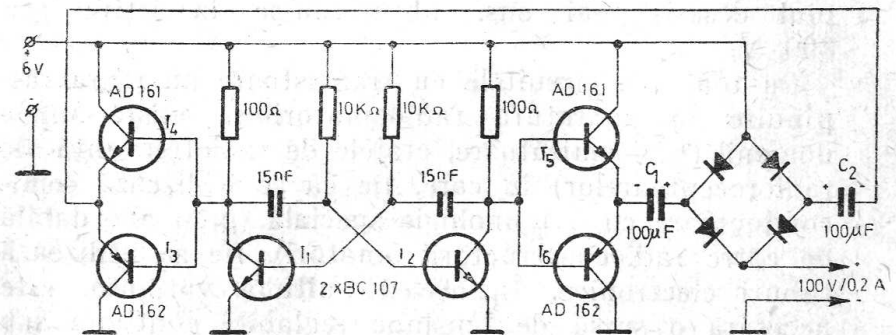 +
6V
AD 161
T4
100Ω
10KΩ
10KΩ
100Ω
AD 161
T5
15nF
15nF
C1
100µF
C2
100µF
T3
AD 162
T1
2 xBC 107
T2
T6
AD 162
100V/0,2 A